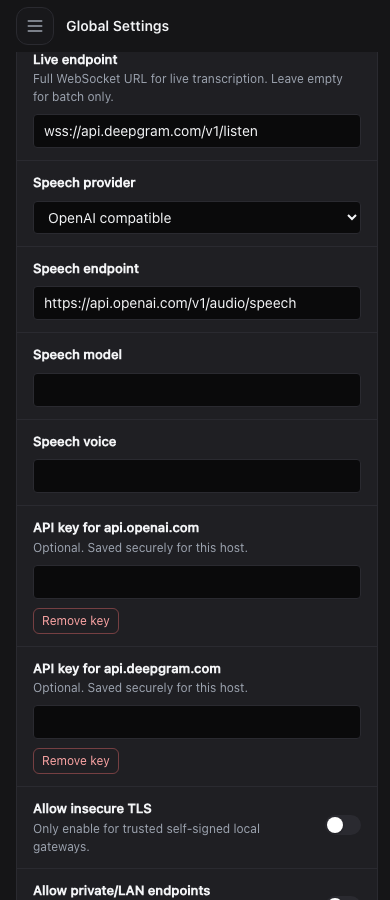 Global Settings
Live endpoint
Full WebSocket URL for live transcription. Leave empty
for batch only.
wss://api.deepgram.com/v1/listen
Speech provider
OpenAI compatible
Speech endpoint
https://api.openai.com/v1/audio/speech
Speech model
Speech voice
API key for api.openai.com
Optional. Saved securely for this host.
Remove key
API key for api.deepgram.com
Optional. Saved securely for this host.
Remove key
Allow insecure TLS
Only enable for trusted self-signed local
gateways.
Allow private/LAN endpoints